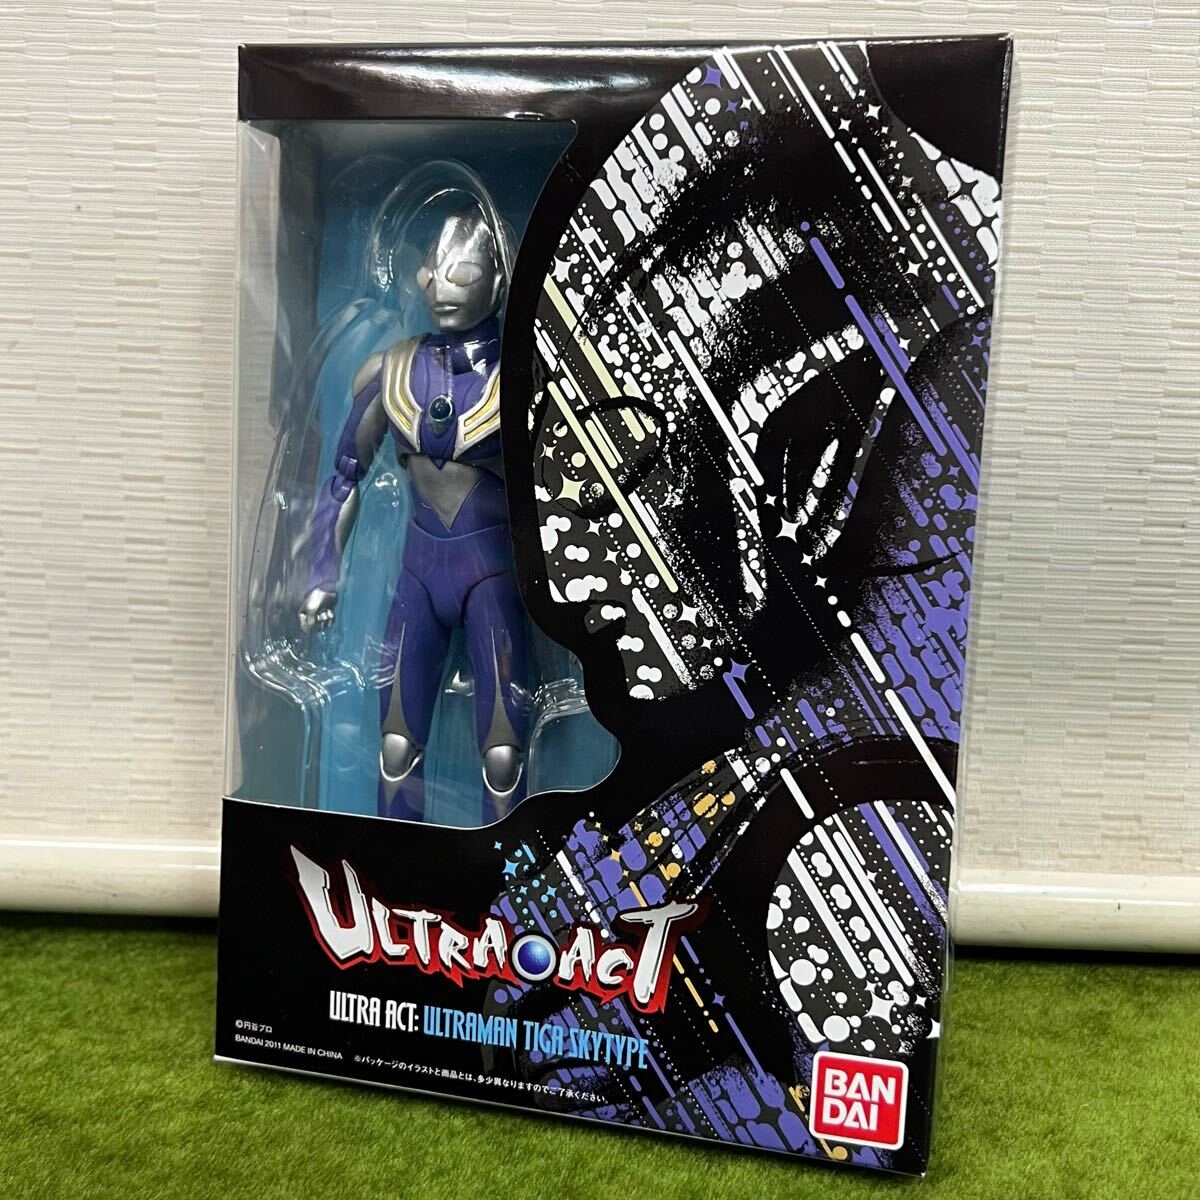 ULTRA ACT
ULTRA ACT: ULTRAMAN TIGA SKYTYPE
©円谷プロ
BANDAI 2011 MADE IN CHINA ※パッケージのイラストと商品とは、多少異なりますのでご了承ください。
BAN
DAI